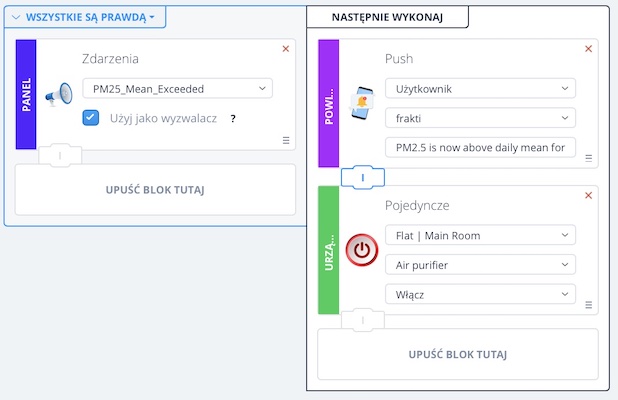 WSZYSTKIE SĄ PRAWDĄ
Zdarzenia
PANEL
PM25_Mean_Exceeded
Użyj jako wyzwalacz ?
I
UPUŚĆ BLOK TUTAJ
NASTĘPNIE WYKONAJ
Push
POWI...
Użytkownik
frakti
PM2.5 is now above daily mean for
I
Pojedyncze
URZĄ...
Flat | Main Room
Air purifier
Włącz
I
UPUŚĆ BLOK TUTAJ